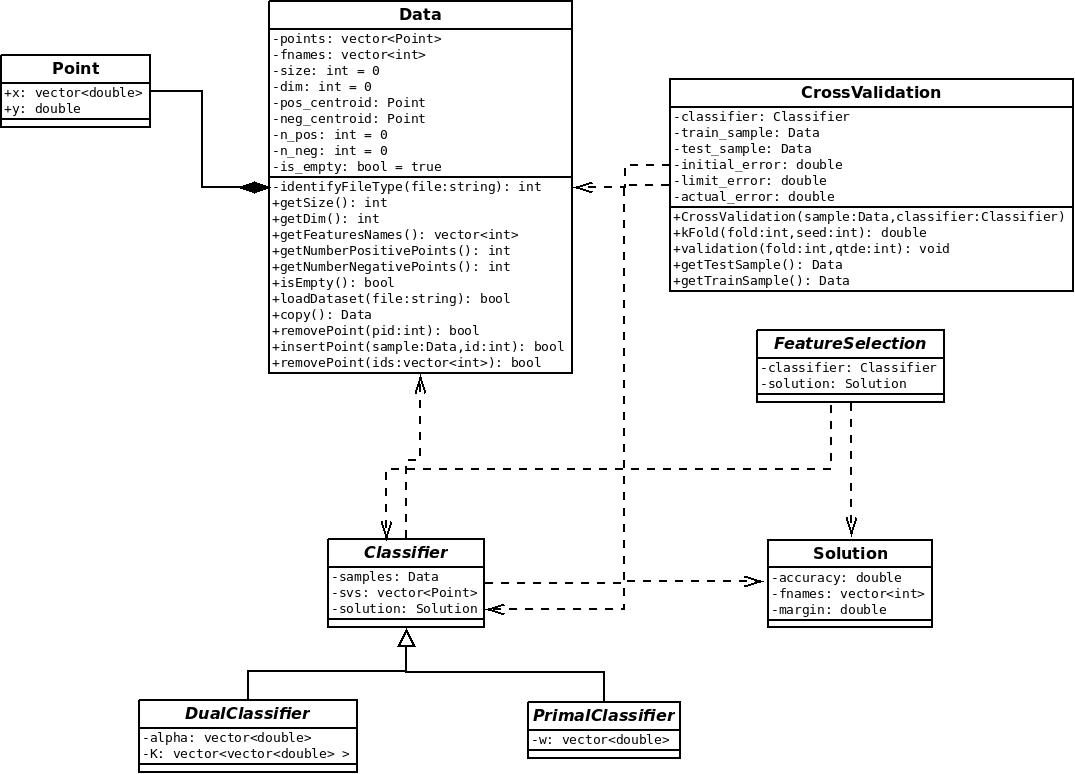 Data
-points: vector<Point>
-fnames: vector<int>
-size: int = 0
-dim: int = 0
-pos_centroid: Point
-neg_centroid: Point
-n_pos: int = 0
-n_neg: int = 0
-is_empty: bool = true
-identifyFileType(file:string): int
+getSize(): int
+getDim(): int
+getFeaturesNames(): vector<int>
+getNumberPositivePoints(): int
+getNumberNegativePoints(): int
+isEmpty(): bool
+loadDataset(file:string): bool
+copy(): Data
+removePoint(pid:int): bool
+insertPoint(sample:Data,id:int): bool
+removePoint(ids:vector<int>): bool
Point
+x: vector<double>
+y: double
CrossValidation
-classifier: Classifier
-train_sample: Data
-test_sample: Data
-initial_error: double
-limit_error: double
-actual_error: double
+CrossValidation(sample:Data,classifier:Classifier)
+kFold(fold:int,seed:int): double
+validation(fold:int,qtde:int): void
+getTestSample(): Data
+getTrainSample(): Data
FeatureSelection
-classifier: Classifier
-solution: Solution
Classifier
-samples: Data
-svs: vector<Point>
-solution: Solution
Solution
-accuracy: double
-fnames: vector<int>
-margin: double
DualClassifier
-alpha: vector<double>
-K: vector<vector<double> >
PrimalClassifier
-w: vector<double>